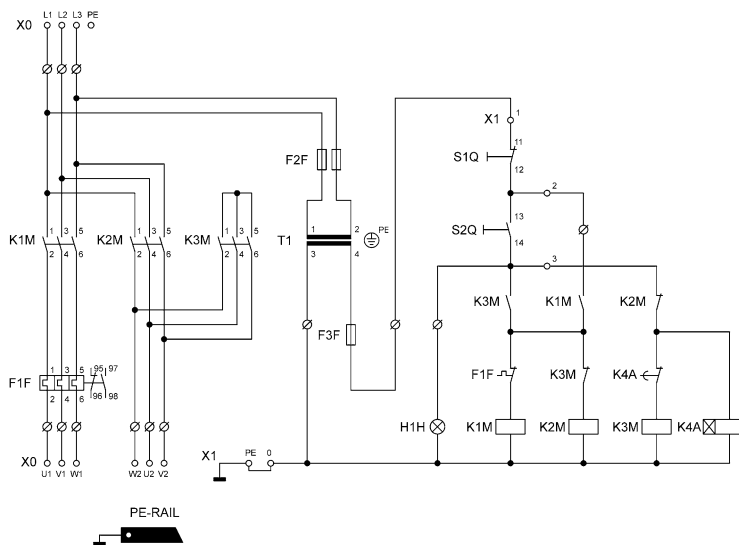 L1 L2 L3 PE
X0
X1 1
11
S1Q
12
F2F
2
13
S2Q
14
1 3 5
K1M
2 4 6
1 3 5
K2M
2 4 6
1 3 5
K3M
2 4 6
1 2
T1
PE
3 4
3
K3M K1M K2M
F3F
1 3 5 95 97
F1F
2 4 6 96 98
F1F K3M K4A
H1H K1M K2M K3M K4A
X0
U1 V1 W1 W2 U2 V2
X1 PE 0
PE-RAIL